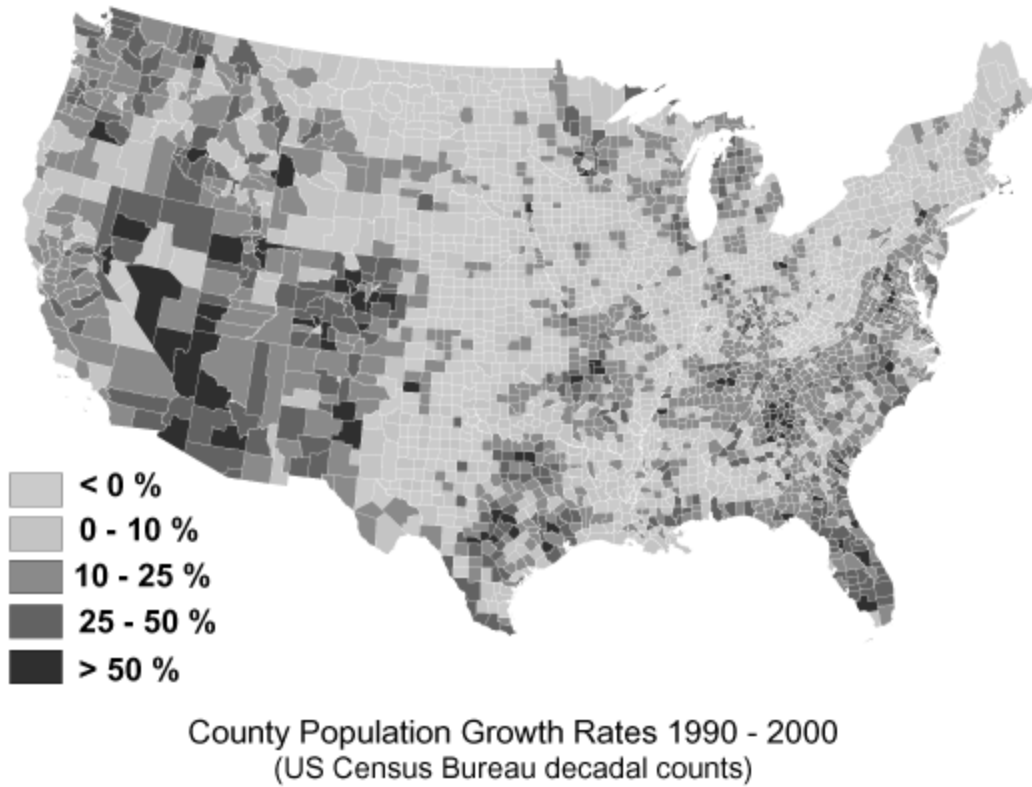 < 0 %
0 - 10 %
10 - 25 %
25 - 50 %
> 50 %
County Population Growth Rates 1990 - 2000
(US Census Bureau decadal counts)